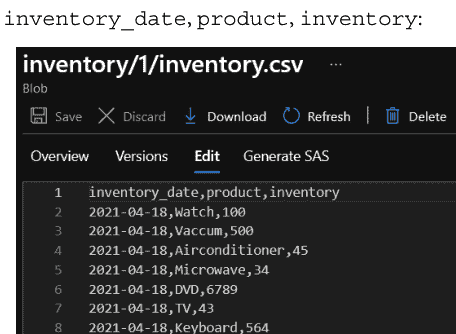 inventory_date, product, inventory:
inventory/1/inventory.csv ...
Blob
Save Discard Download Refresh Delete
Overview Versions Edit Generate SAS
1 inventory_date,product,inventory
2 2021-04-18,Watch,100
3 2021-04-18,Vaccum,500
4 2021-04-18,Airconditioner,45
5 2021-04-18,Microwave,34
6 2021-04-18,DVD,6789
7 2021-04-18,TV,43
8 2021-04-18,Keyboard,564